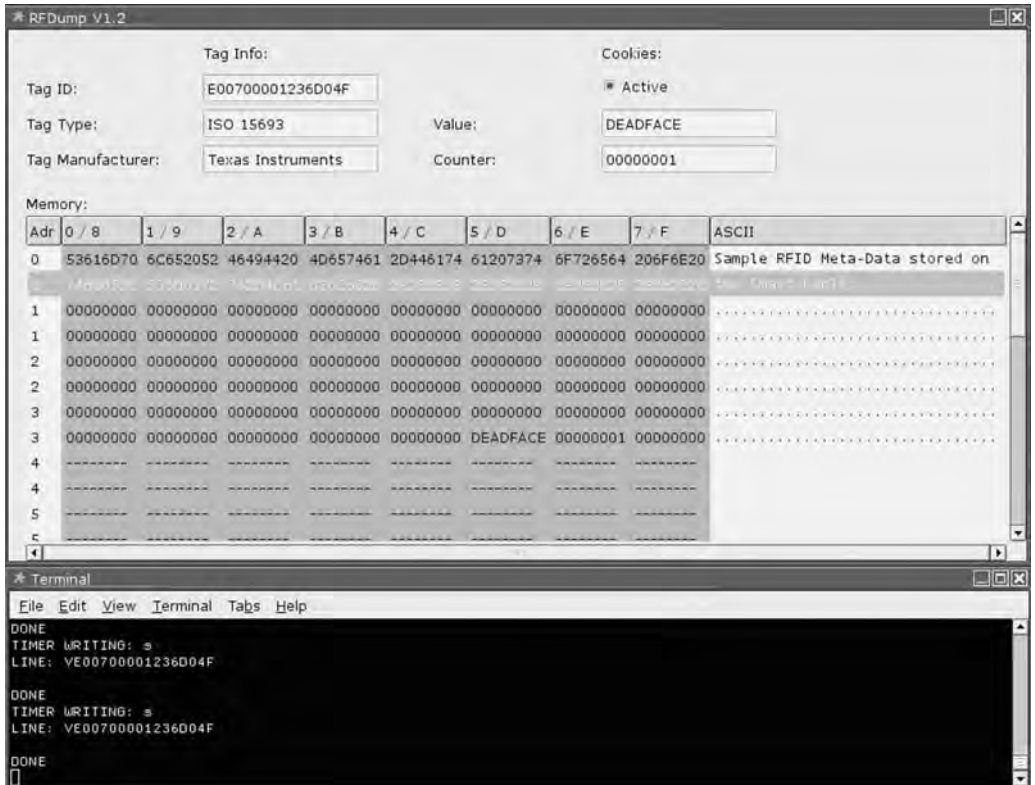 RFDump V1.2
Tag Info: Cookies:
Tag ID: E00700001236D04F Active
Tag Type: ISO 15693 Value: DEADFACE
Tag Manufacturer: Texas Instruments Counter: 00000001
Memory:
Adr 0 / 8 1 / 9 2 / A 3 / B 4 / C 5 / D 6 / E 7 / F ASCII
0 53616D70 6C652052 46494420 4D657461 2D446174 61207374 6F726564 206F6E20 Sample RFID Meta-Data stored on
1 00000000 00000000 00000000 00000000 00000000 00000000 00000000 00000000 ................................
1 00000000 00000000 00000000 00000000 00000000 00000000 00000000 00000000 ................................
2 00000000 00000000 00000000 00000000 00000000 00000000 00000000 00000000 ................................
2 00000000 00000000 00000000 00000000 00000000 00000000 00000000 00000000 ................................
3 00000000 00000000 00000000 00000000 00000000 00000000 00000000 00000000 ................................
3 00000000 00000000 00000000 00000000 00000000 DEADFACE 00000001 00000000 ................................
4 -------- -------- -------- -------- -------- -------- -------- --------
4 -------- -------- -------- -------- -------- -------- -------- --------
5 -------- -------- -------- -------- -------- -------- -------- --------
5 -------- -------- -------- -------- -------- -------- -------- --------
Terminal
File Edit View Terminal Tabs Help
DONE
TIMER WRITING: s
LINE: VE00700001236D04F
DONE
TIMER WRITING: s
LINE: VE00700001236D04F
DONE